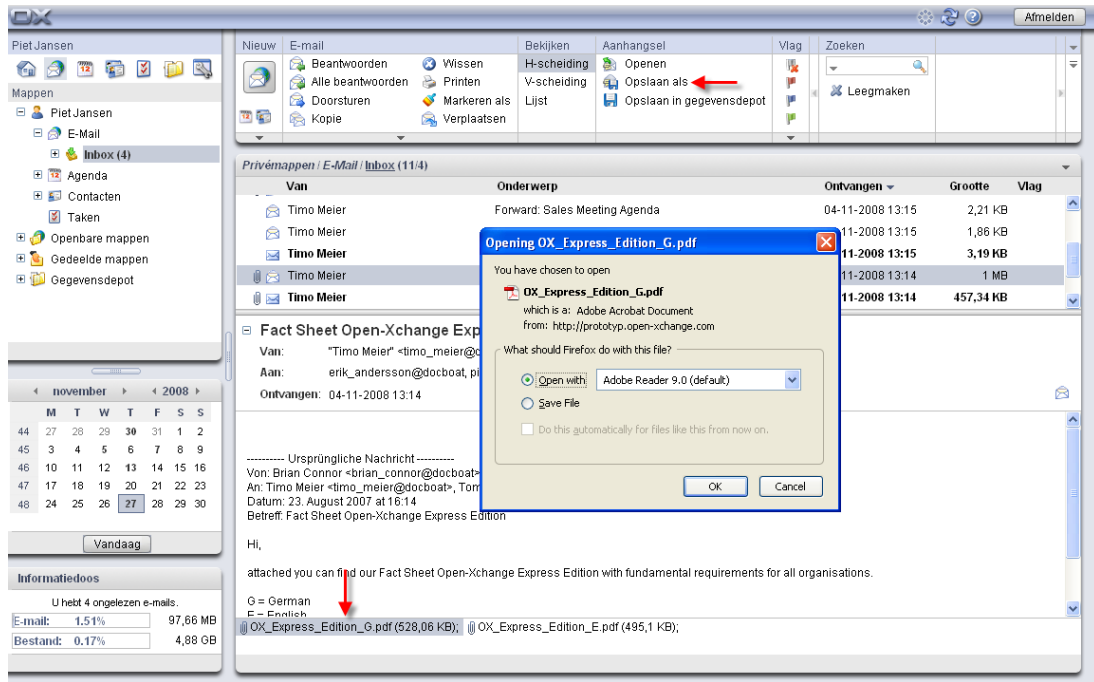 OX
Afmelden
Piet Jansen
Mappen
Piet Jansen
E-Mail
Inbox (4)
Agenda
Contacten
Taken
Openbare mappen
Gedeelde mappen
Gegevensdepot
november 2008
M T W T F S S
44 27 28 29 30 31 1 2
45 3 4 5 6 7 8 9
46 10 11 12 13 14 15 16
47 17 18 19 20 21 22 23
48 24 25 26 27 28 29 30
Vandaag
Informatiedoos
U hebt 4 ongelezen e-mails.
E-mail: 1.51% 97,66 MB
Bestand: 0.17% 4,88 GB
Nieuw E-mail Bekijken Aanhangsel Vlag Zoeken
Beantwoorden Wissen H-scheiding Openen
Alle beantwoorden Printen V-scheiding Opslaan als
Leegmaken
Doorsturen Markeren als Lijst Opslaan in gegevensdepot
Kopie Verplaatsen
Privémappen / E-Mail / Inbox (11/4)
Van Onderwerp Ontvangen Grootte Vlag
Timo Meier Forward: Sales Meeting Agenda 04-11-2008 13:15 2,21 KB
Timo Meier 11-2008 13:15 1,86 KB
Timo Meier 11-2008 13:15 3,19 KB
Timo Meier 11-2008 13:14 1 MB
Timo Meier 11-2008 13:14 457,34 KB
Opening OX_Express_Edition_G.pdf
You have chosen to open
OX_Express_Edition_G.pdf
which is a: Adobe Acrobat Document
from: http://prototyp.open-xchange.com
What should Firefox do with this file?
Open with Adobe Reader 9.0 (default)
Save File
Do this automatically for files like this from now on.
OK Cancel
Fact Sheet Open-Xchange Exp
Van: "Timo Meier" <timo_meier@d
Aan: erik_andersson@docboat, pi
Ontvangen: 04-11-2008 13:14
---------- Ursprüngliche Nachricht ----------
Von: Brian Connor <brian_connor@docboat>
An: Timo Meier <timo_meier@docboat>, Tom
Datum: 23. August 2007 at 16:14
Betreff: Fact Sheet Open-Xchange Express Edition
Hi,
attached you can find our Fact Sheet Open-Xchange Express Edition with fundamental requirements for all organisations.
G = German
E = English
OX_Express_Edition_G.pdf (528,06 KB); OX_Express_Edition_E.pdf (495,1 KB);